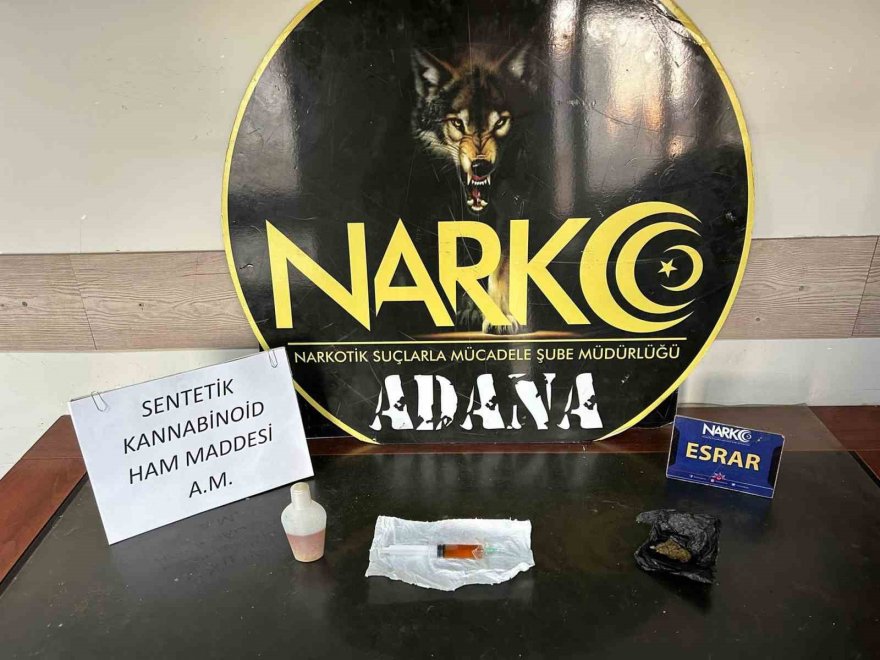 NARKO
NARKOTİK SUÇLARLA MÜCADELE ŞUBE MÜDÜRLÜĞÜ
ADANA
SENTETİK
KANNABİNOİD
HAM MADDESİ
A.M.
NARKO
ESRAR